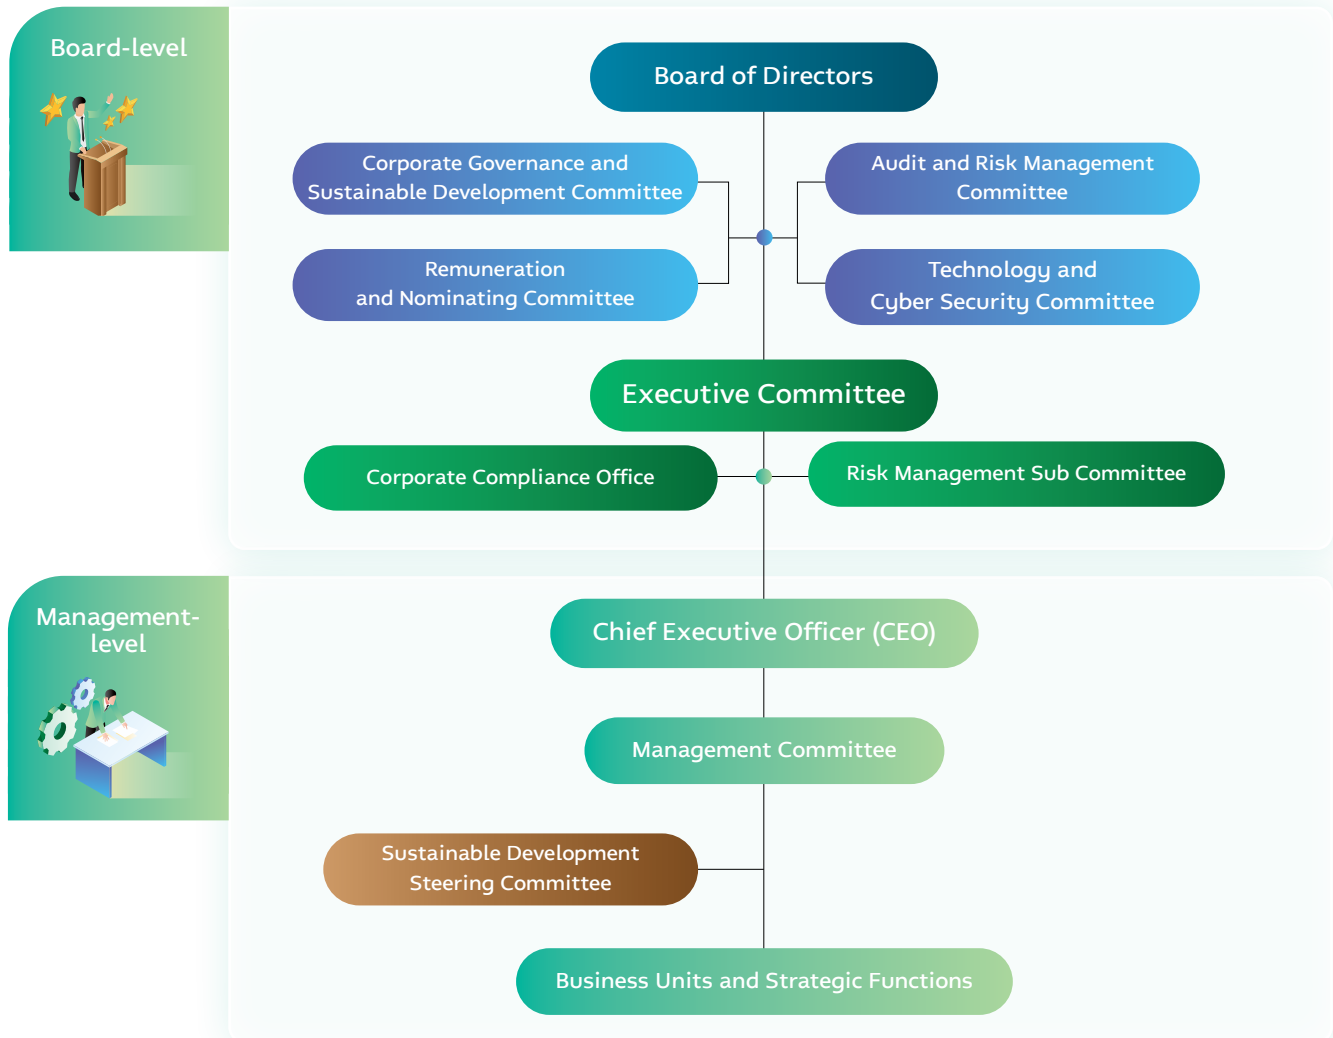 Board-level
Board of Directors
Corporate Governance and
Sustainable Development Committee
Audit and Risk Management
Committee
Remuneration
and Nominating Committee
Technology and
Cyber Security Committee
Executive Committee
Corporate Compliance Office
Risk Management Sub Committee
Management-
level
Chief Executive Officer (CEO)
Management Committee
Sustainable Development
Steering Committee
Business Units and Strategic Functions